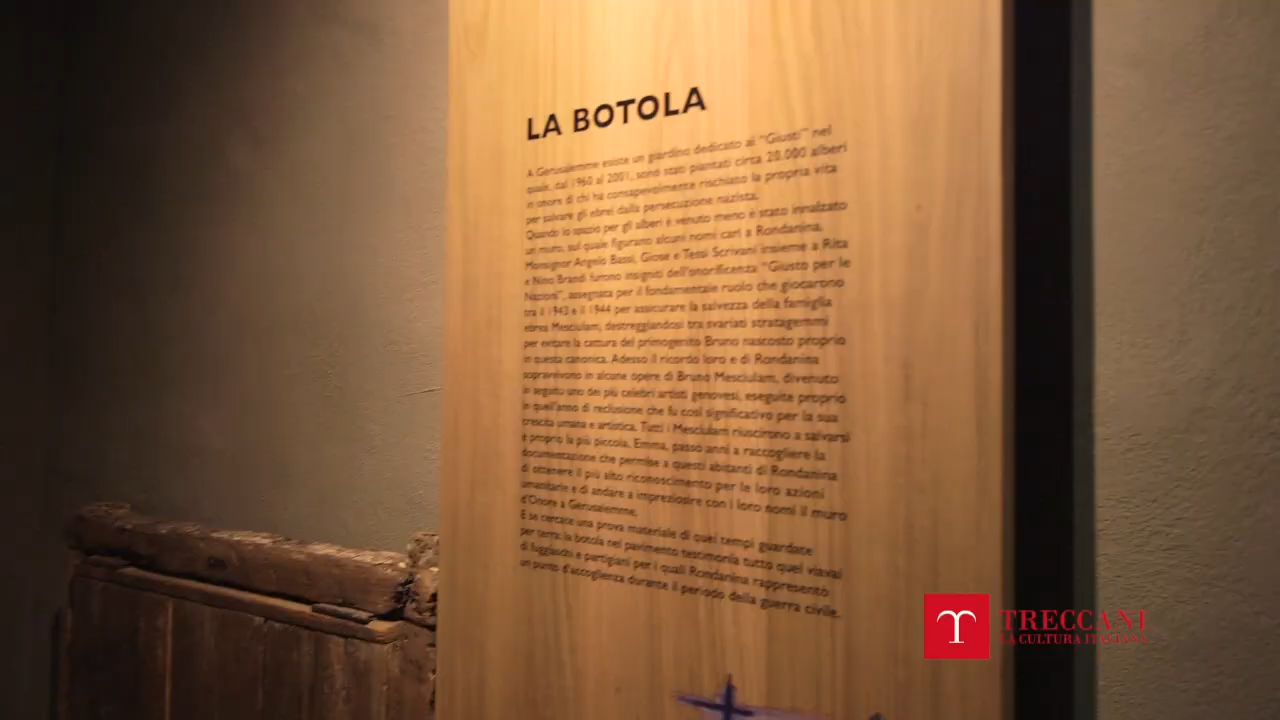 LA BOTOLA
A Gerusalemme esiste un giardino dedicato ai "Giusti" nel
quale, dal 1960 al 2001, sono stati piantati circa 20.000 alberi
in onore di chi ha consapevolmente rischiato la propria vita
per salvare gli ebrei dalla persecuzione nazista.
Quando lo spazio per gli alberi è venuto meno è stato innalzato
un muro, sul quale figurano alcuni nomi cari a Rondanina.
Monsignor Angelo Bassi, Giose e Tessi Scrivani insieme a Rita
e Nino Brandi furono insigniti dell'onorificenza "Giusto per le
Nazioni", assegnata per il fondamentale ruolo che giocarono
tra il 1943 e il 1944 per assicurare la salvezza della famiglia
ebrea Mesciulam, destreggiandosi tra svariati stratagemmi
per evitare la cattura del primogenito Bruno nascosto proprio
in questa canonica. Adesso il ricordo loro e di Rondanina
sopravvivono in alcune opere di Bruno Mesciulam, divenuto
in seguito uno dei più celebri artisti genovesi, eseguite proprio
in quell'anno di reclusione che fu così significativo per la sua
crescita umana e artistica. Tutti i Mesciulam riuscirono a salvarsi
e proprio la più piccola, Emma, passò anni a raccogliere la
documentazione che permise a questi abitanti di Rondanina
di ottenere il più alto riconoscimento per le loro azioni
umanitarie e di andare a impreziosire con i loro nomi il muro
d'Onore a Gerusalemme.
E se cercate una prova materiale di quei tempi guardate
per terra: la botola nel pavimento testimonia tutto quel viavai
di fuggiaschi e partigiani per i quali Rondanina rappresentò
un punto d'accoglienza durante il periodo della guerra civile.
TRECCANI
LA CULTURA ITALIANA